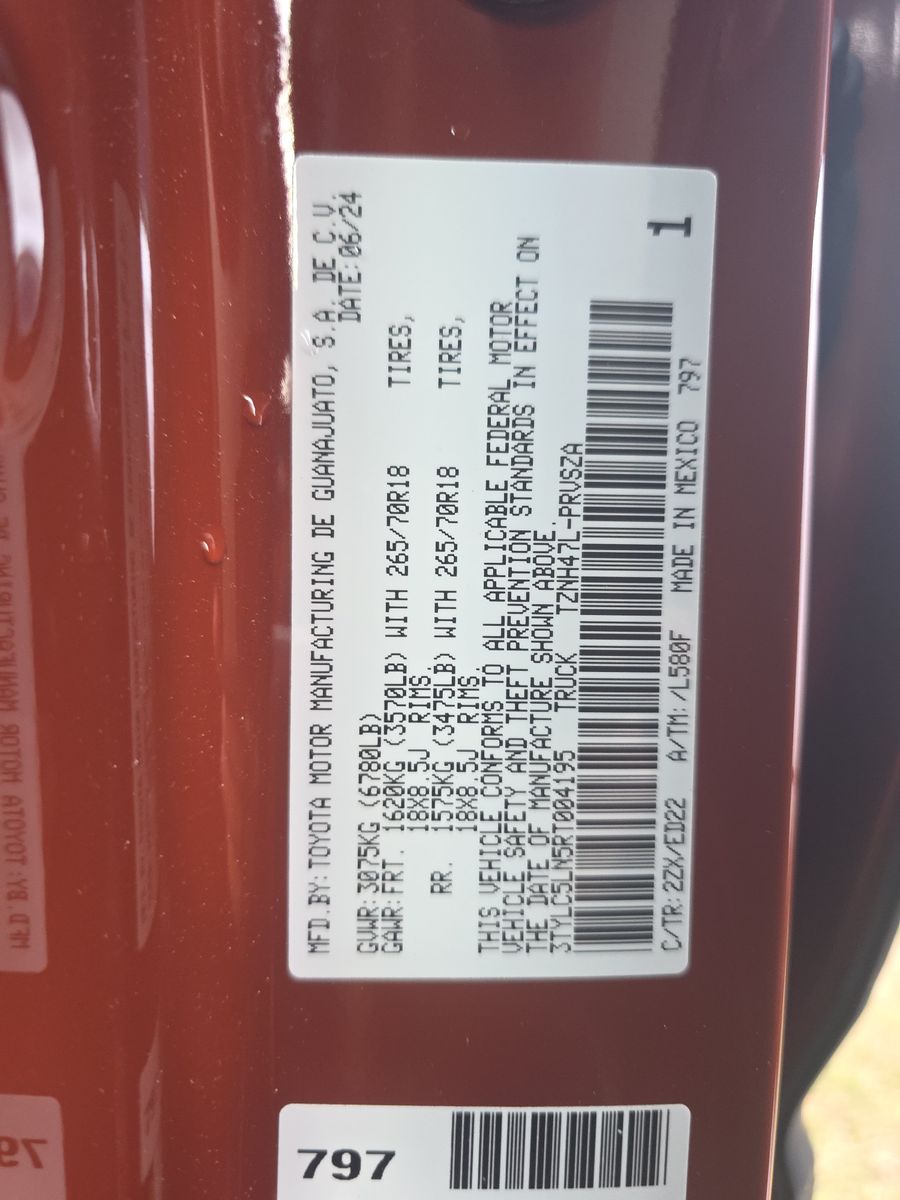 MFD.BY:TOYOTA MOTOR MANUFACTURING DE GUANAJUATO, S.A. DE C.V.
DATE:06/24
GVWR:3075KG (6780LB)
GAWR:FRT. 1620KG (3570LB) WITH 265/70R18 TIRES,
18X8.5J RIMS.
RR. 1575KG (3475LB) WITH 265/70R18 TIRES,
18X8.5J RIMS.
THIS VEHICLE CONFORMS TO ALL APPLICABLE FEDERAL MOTOR
VEHICLE SAFETY AND THEFT PREVENTION STANDARDS IN EFFECT ON
THE DATE OF MANUFACTURE SHOWN ABOVE.
3TYLC5LN5RT004195 TRUCK TZNH47L-PRVSZA
1
C/TR:2ZX/ED22 A/TM:/L580F MADE IN MEXICO 797
797